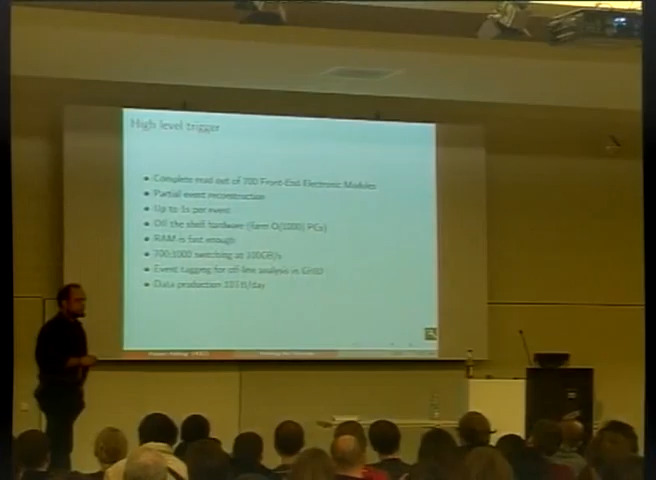 High level trigger
Complete read out of 700 Front-End Electronic Modules
Partial event reconstruction
Up to 1s per event
Off the shelf hardware (farm O(1000) PCs)
RAM is fast enough
700:1000 switching at 100GB/s
Event tagging for off-line analysis vs Grid
Data production 10TB/day